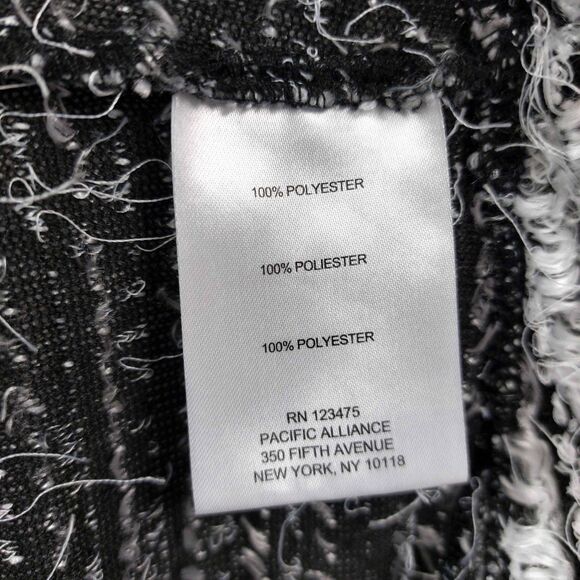 100% POLYESTER
100% POLIESTER
100% POLYESTER
RN 123475
PACIFIC ALLIANCE
350 FIFTH AVENUE
NEW YORK, NY 10118